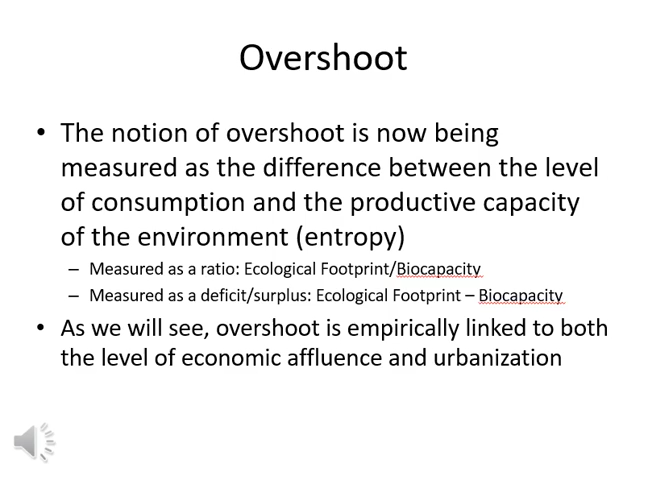 Overshoot
• The notion of overshoot is now being
measured as the difference between the level
of consumption and the productive capacity
of the environment (entropy)
– Measured as a ratio: Ecological Footprint/Biocapacity
– Measured as a deficit/surplus: Ecological Footprint – Biocapacity
• As we will see, overshoot is empirically linked to both
the level of economic affluence and urbanization